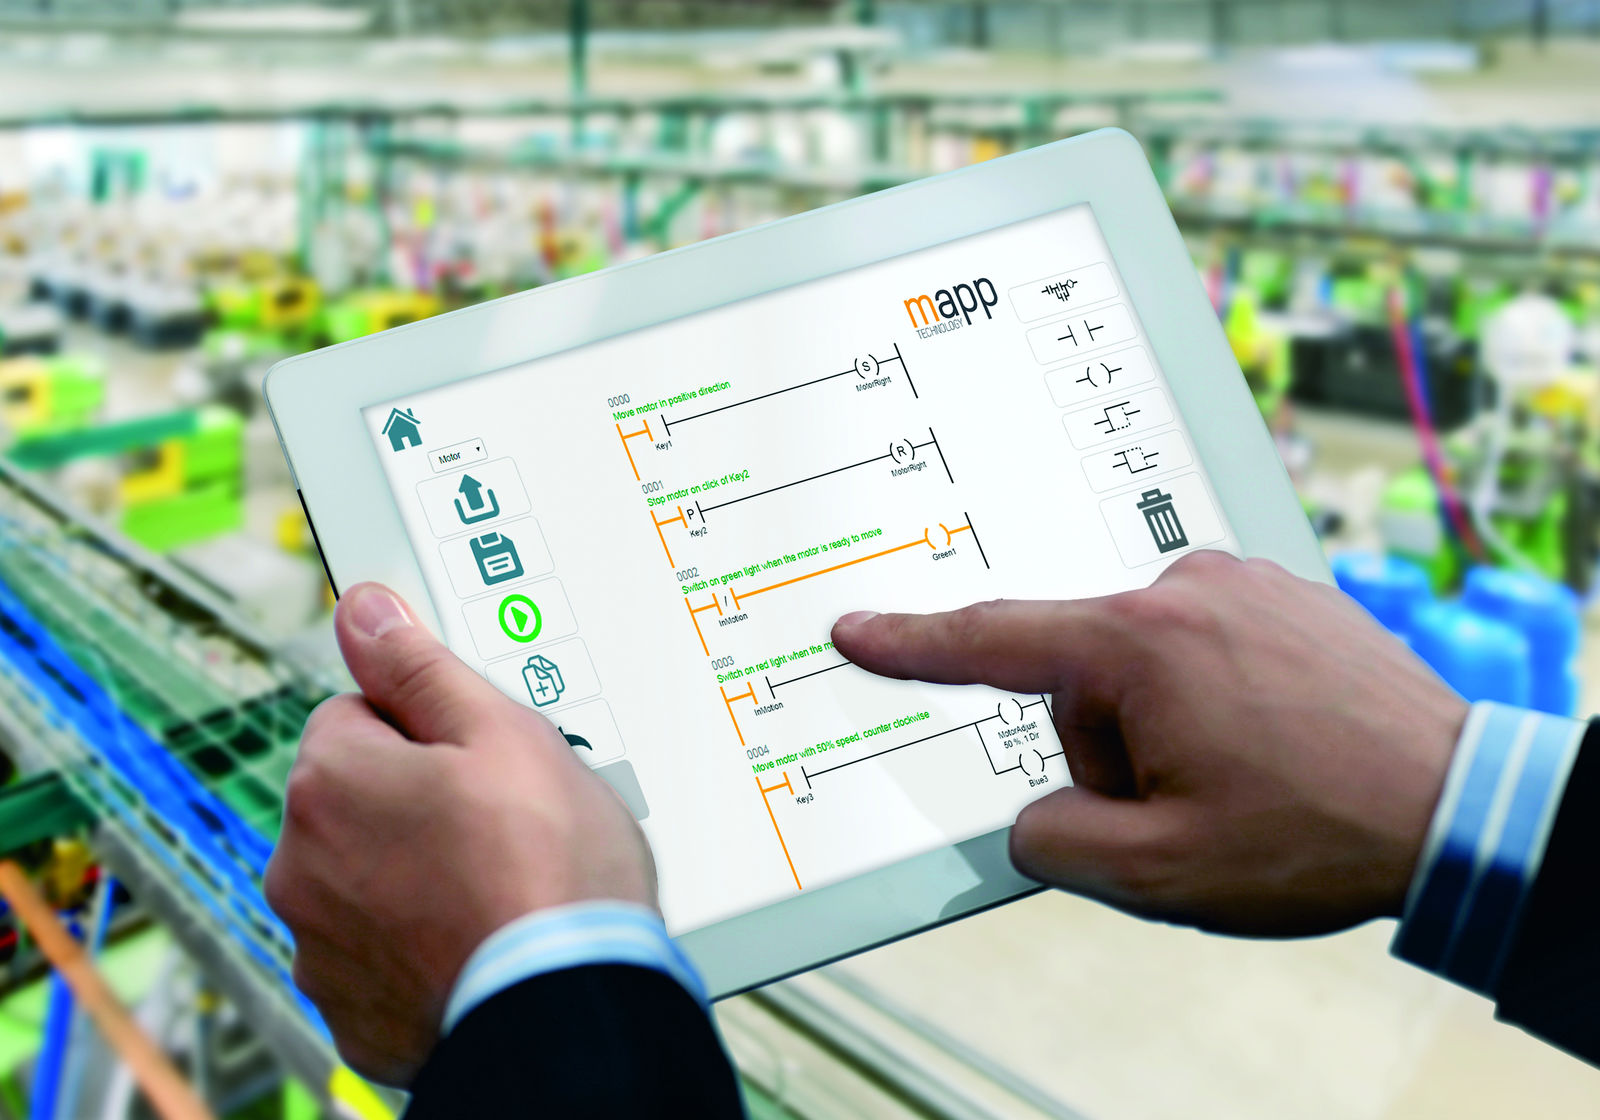 mapp
TECHNOLOGY
Motor
0000
Move motor in positive direction
Key1
S
MotorRight
0001
Stop motor on click of Key2
P
Key2
R
MotorRight
0002
Switch on green light when the motor is ready to move
/
InMotion
Green1
0003
Switch on red light when the
InMotion
0004
Move motor with 50% speed, counter clockwise
Key3
MotorAdjust
50 %, 1 Dir
Blue3